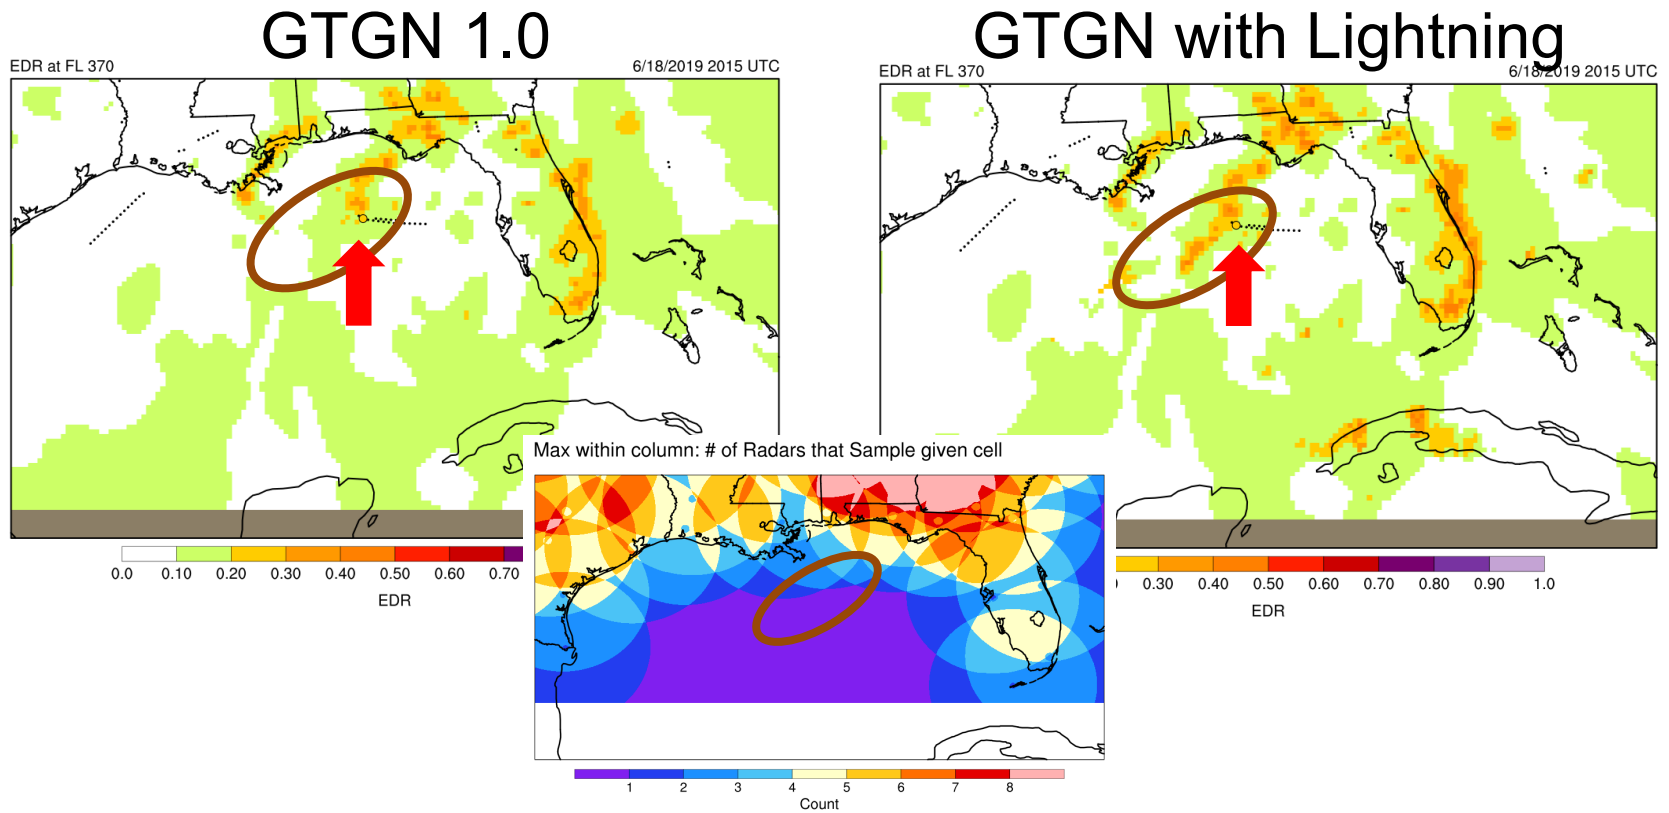 GTGN 1.0
GTGN with Lightning
EDR at FL 370
6/18/2019 2015 UTC
EDR at FL 370
6/18/2019 2015 UTC
0.0 0.10 0.20 0.30 0.40 0.50 0.60 0.70
EDR
0.30 0.40 0.50 0.60 0.70 0.80 0.90 1.0
EDR
Max within column: # of Radars that Sample given cell
1 2 3 4 5 6 7 8
Count